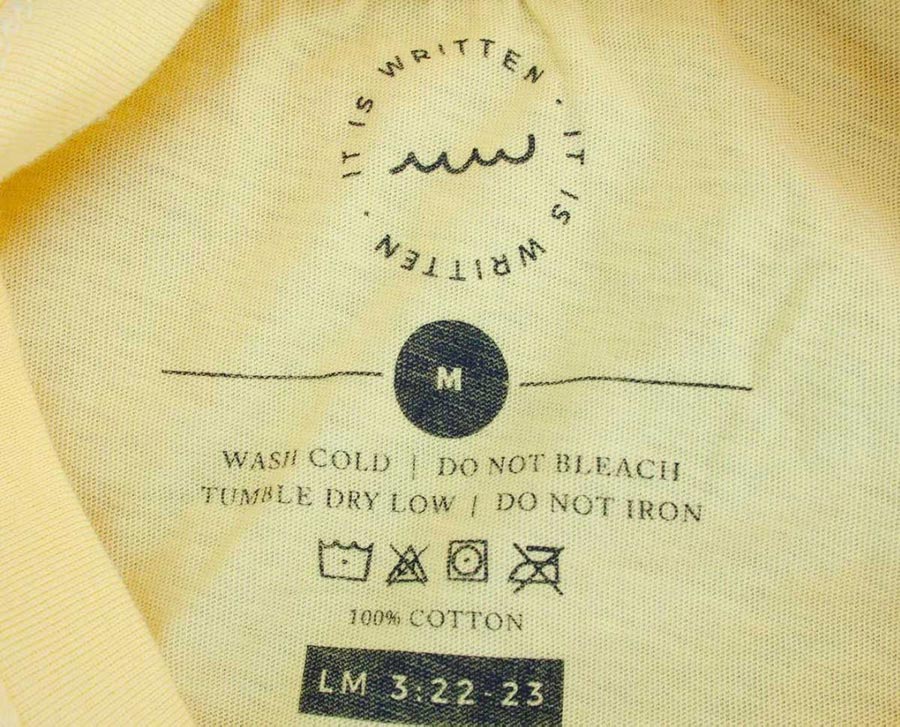 IT IS WRITTEN · IT IS WRITTEN ·
M
WASH COLD | DO NOT BLEACH
TUMBLE DRY LOW | DO NOT IRON
100% COTTON
LM 3:22-23